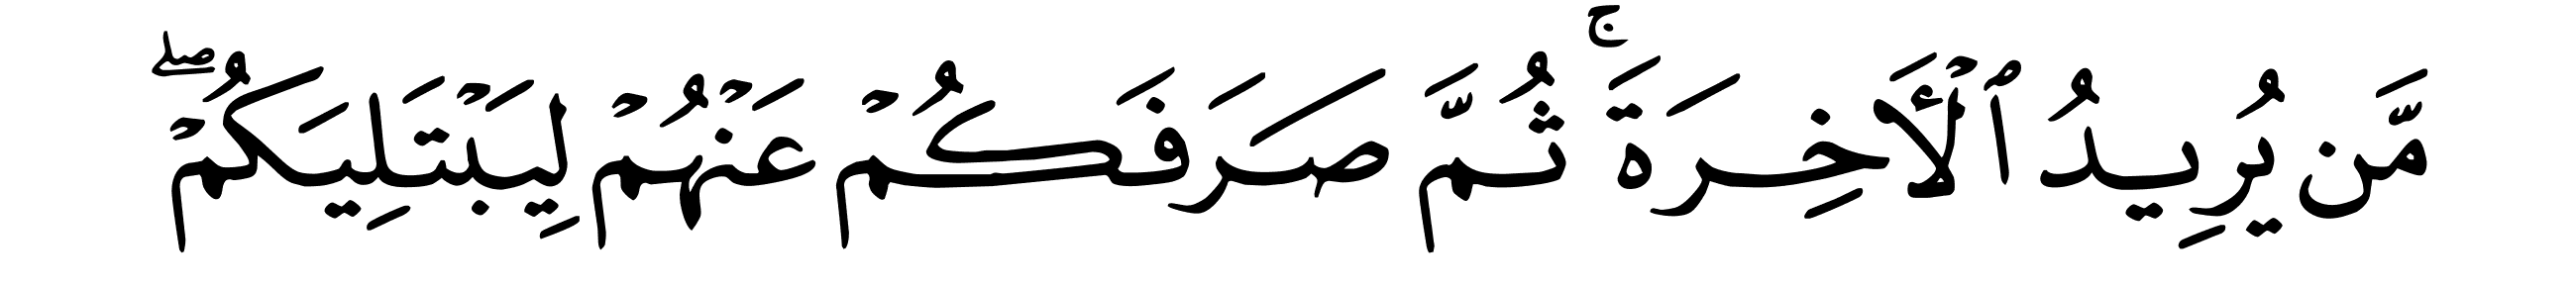 مَّن يُرِيدُ ٱلْأَخِرَةَ ۚ ثُمَّ صَرَفَكُمْ عَنْهُمْ لِيَبْتَلِيَكُمْ ۖ